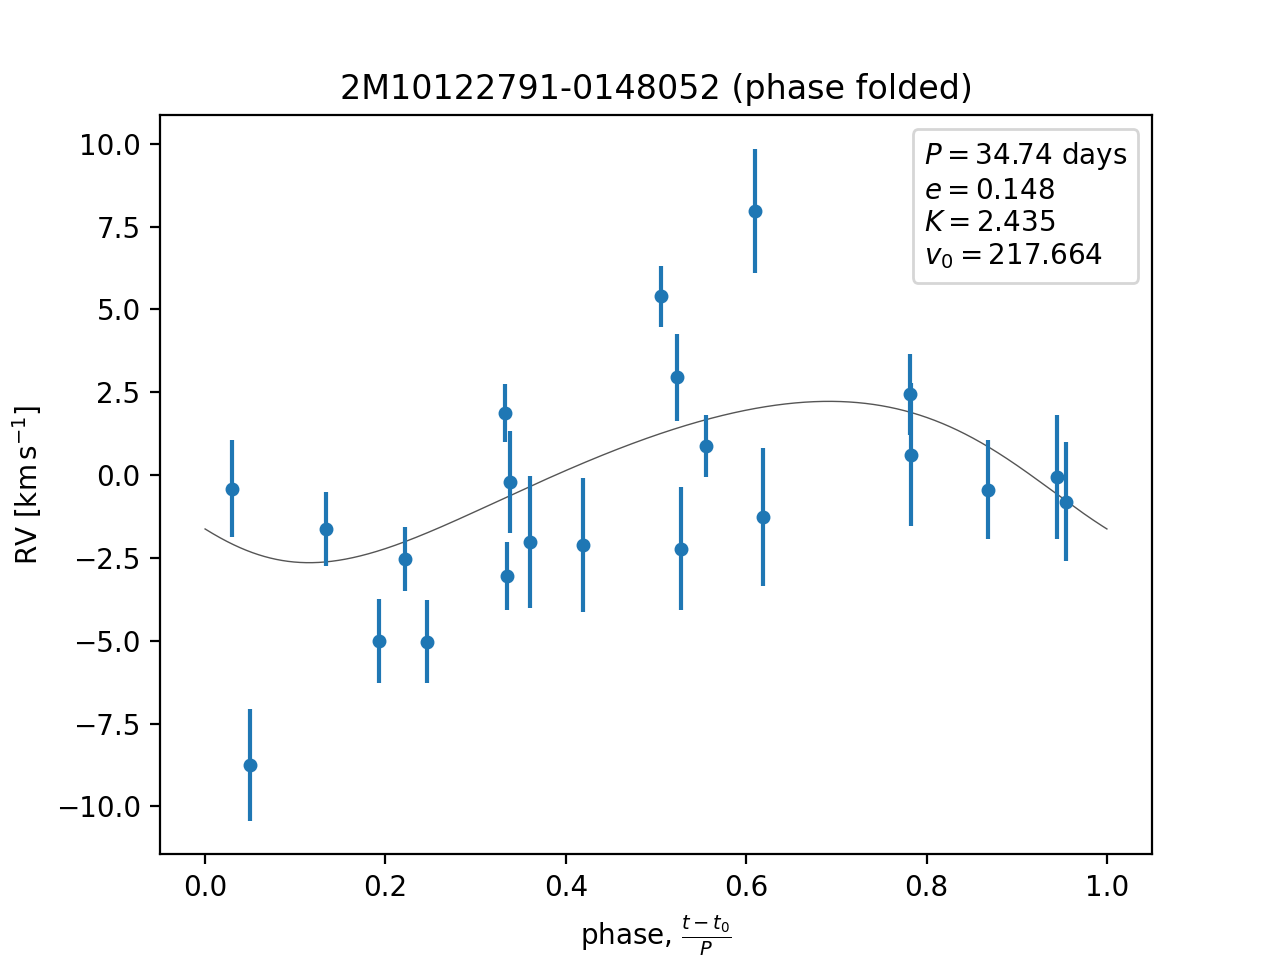 2M10122791-0148052 (phase folded)
P = 34.74 days
e = 0.148
K = 2.435
v₀ = 217.664
10.0
7.5
5.0
2.5
0.0
−2.5
−5.0
−7.5
−10.0
RV [km s⁻¹]
0.0 0.2 0.4 0.6 0.8 1.0
phase, (t − t₀)/P